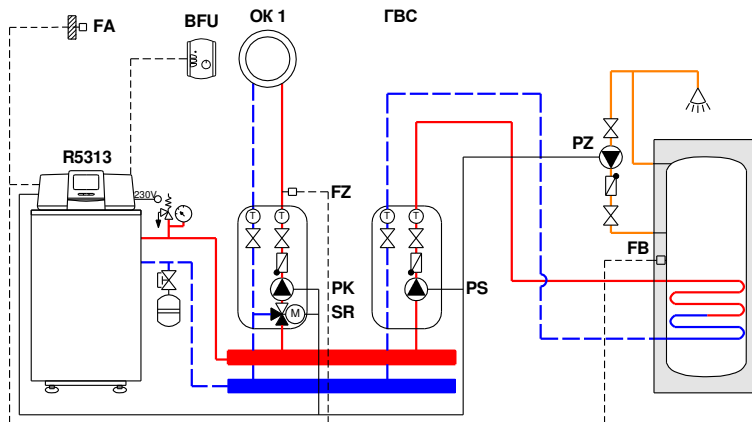 FA
BFU
ОК 1
ГВС
R5313
230V
PZ
FZ
T T
T T
FB
PK
PS
SR
M